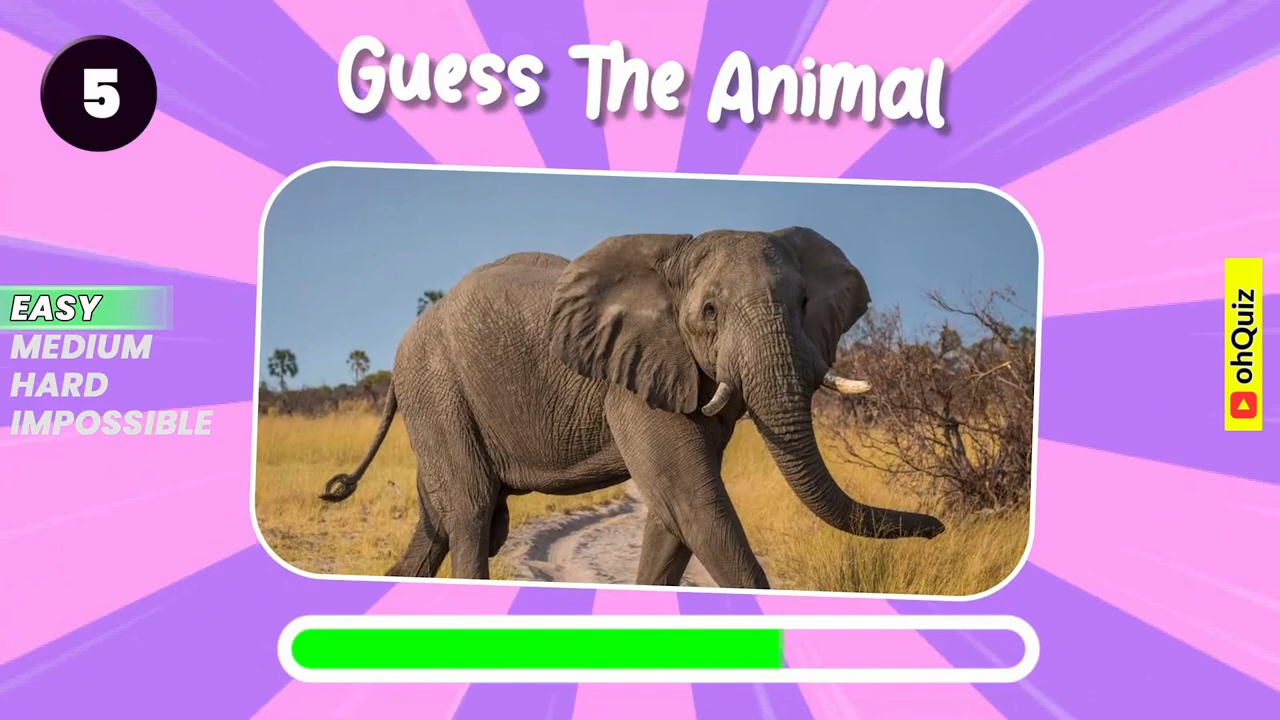 5
Guess The Animal
EASY
MEDIUM
HARD
IMPOSSIBLE
ohQuiz